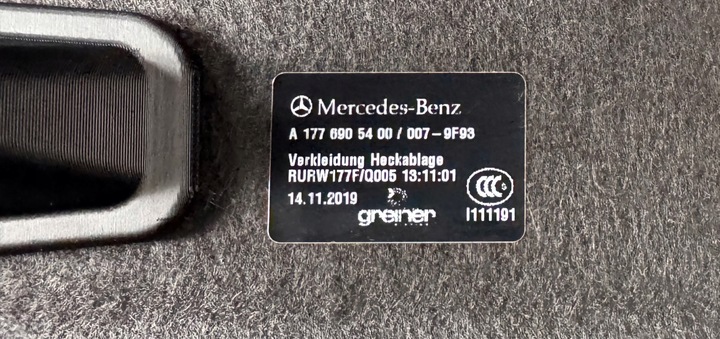 Mercedes-Benz
A 177 690 54 00 / 007-9F93
Verkleidung Heckablage
RURW177F/Q005 13:11:01
14.11.2019
greiner
CCC
I111191